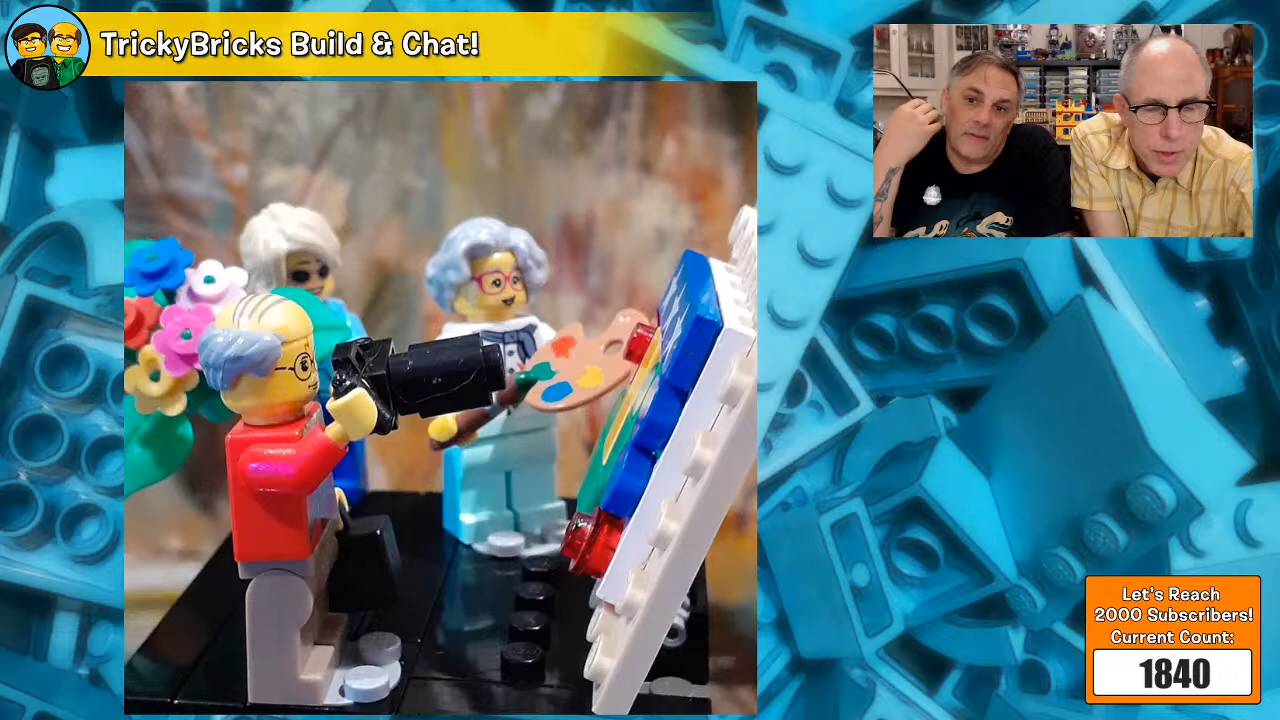 TrickyBricks Build & Chat!
Let's Reach
2000 Subscribers!
Current Count:
1840